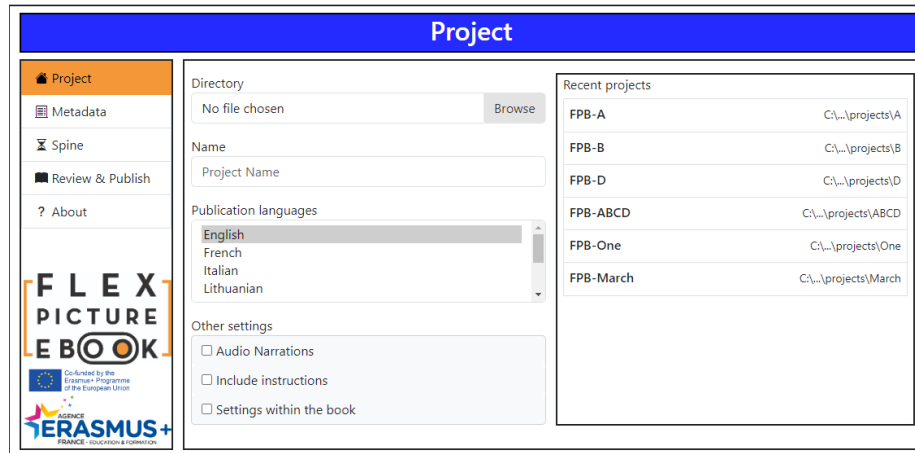 Project
Project
Metadata
Spine
Review & Publish
? About
FLEX
PICTURE
EBOOK
Co-funded by the
Erasmus+ Programme
of the European Union
AGENCE
ERASMUS+
FRANCE - EDUCATION & FORMATION
Directory
No file chosen Browse
Name
Project Name
Publication languages
English
French
Italian
Lithuanian
Other settings
Audio Narrations
Include instructions
Settings within the book
Recent projects
FPB-A C:\...\projects\A
FPB-B C:\...\projects\B
FPB-D C:\...\projects\D
FPB-ABCD C:\...\projects\ABCD
FPB-One C:\...\projects\One
FPB-March C:\...\projects\March